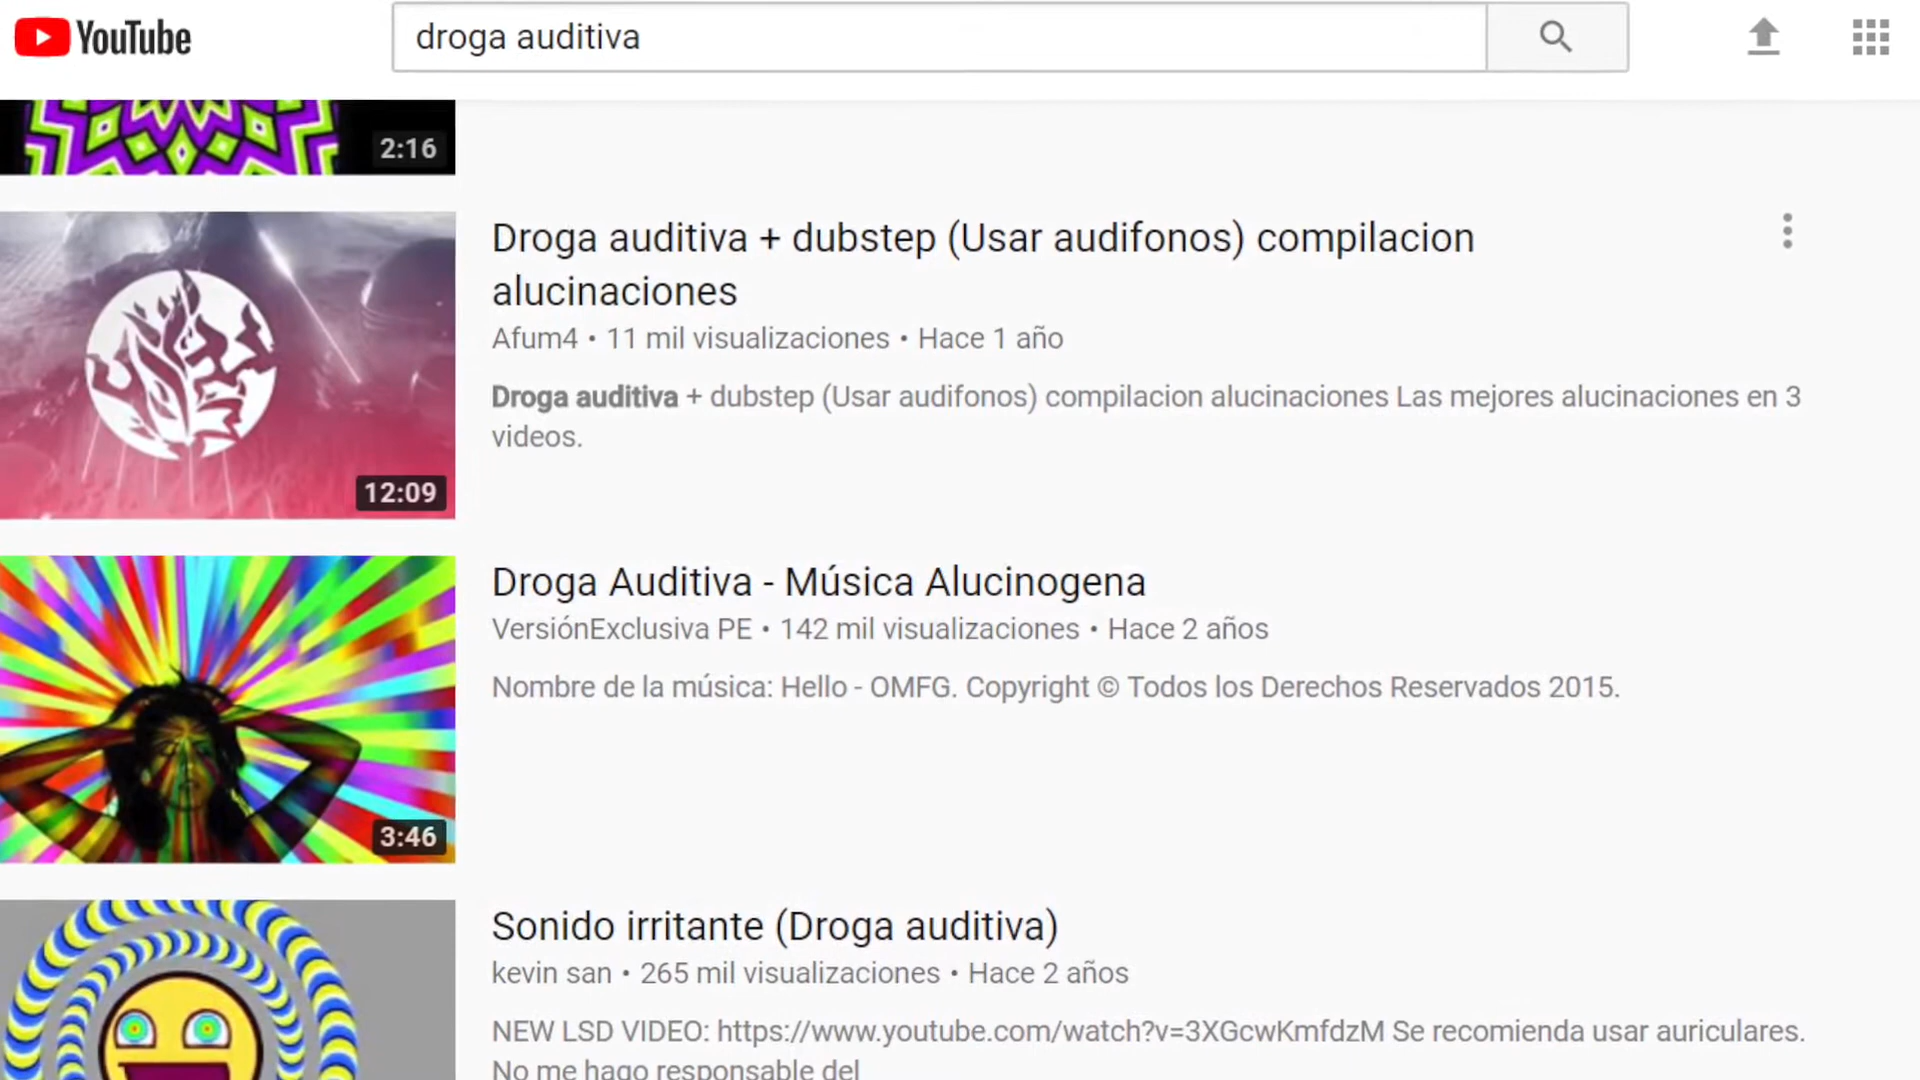 YouTube
droga auditiva
2:16
Droga auditiva + dubstep (Usar audifonos) compilacion
alucinaciones
Afum4 • 11 mil visualizaciones • Hace 1 año
Droga auditiva + dubstep (Usar audifonos) compilacion alucinaciones Las mejores alucinaciones en 3
videos.
12:09
Droga Auditiva - Música Alucinogena
VersiónExclusiva PE • 142 mil visualizaciones • Hace 2 años
Nombre de la música: Hello - OMFG. Copyright © Todos los Derechos Reservados 2015.
3:46
Sonido irritante (Droga auditiva)
kevin san • 265 mil visualizaciones • Hace 2 años
NEW LSD VIDEO: https://www.youtube.com/watch?v=3XGcwKmfdzM Se recomienda usar auriculares.
No me hago responsable del